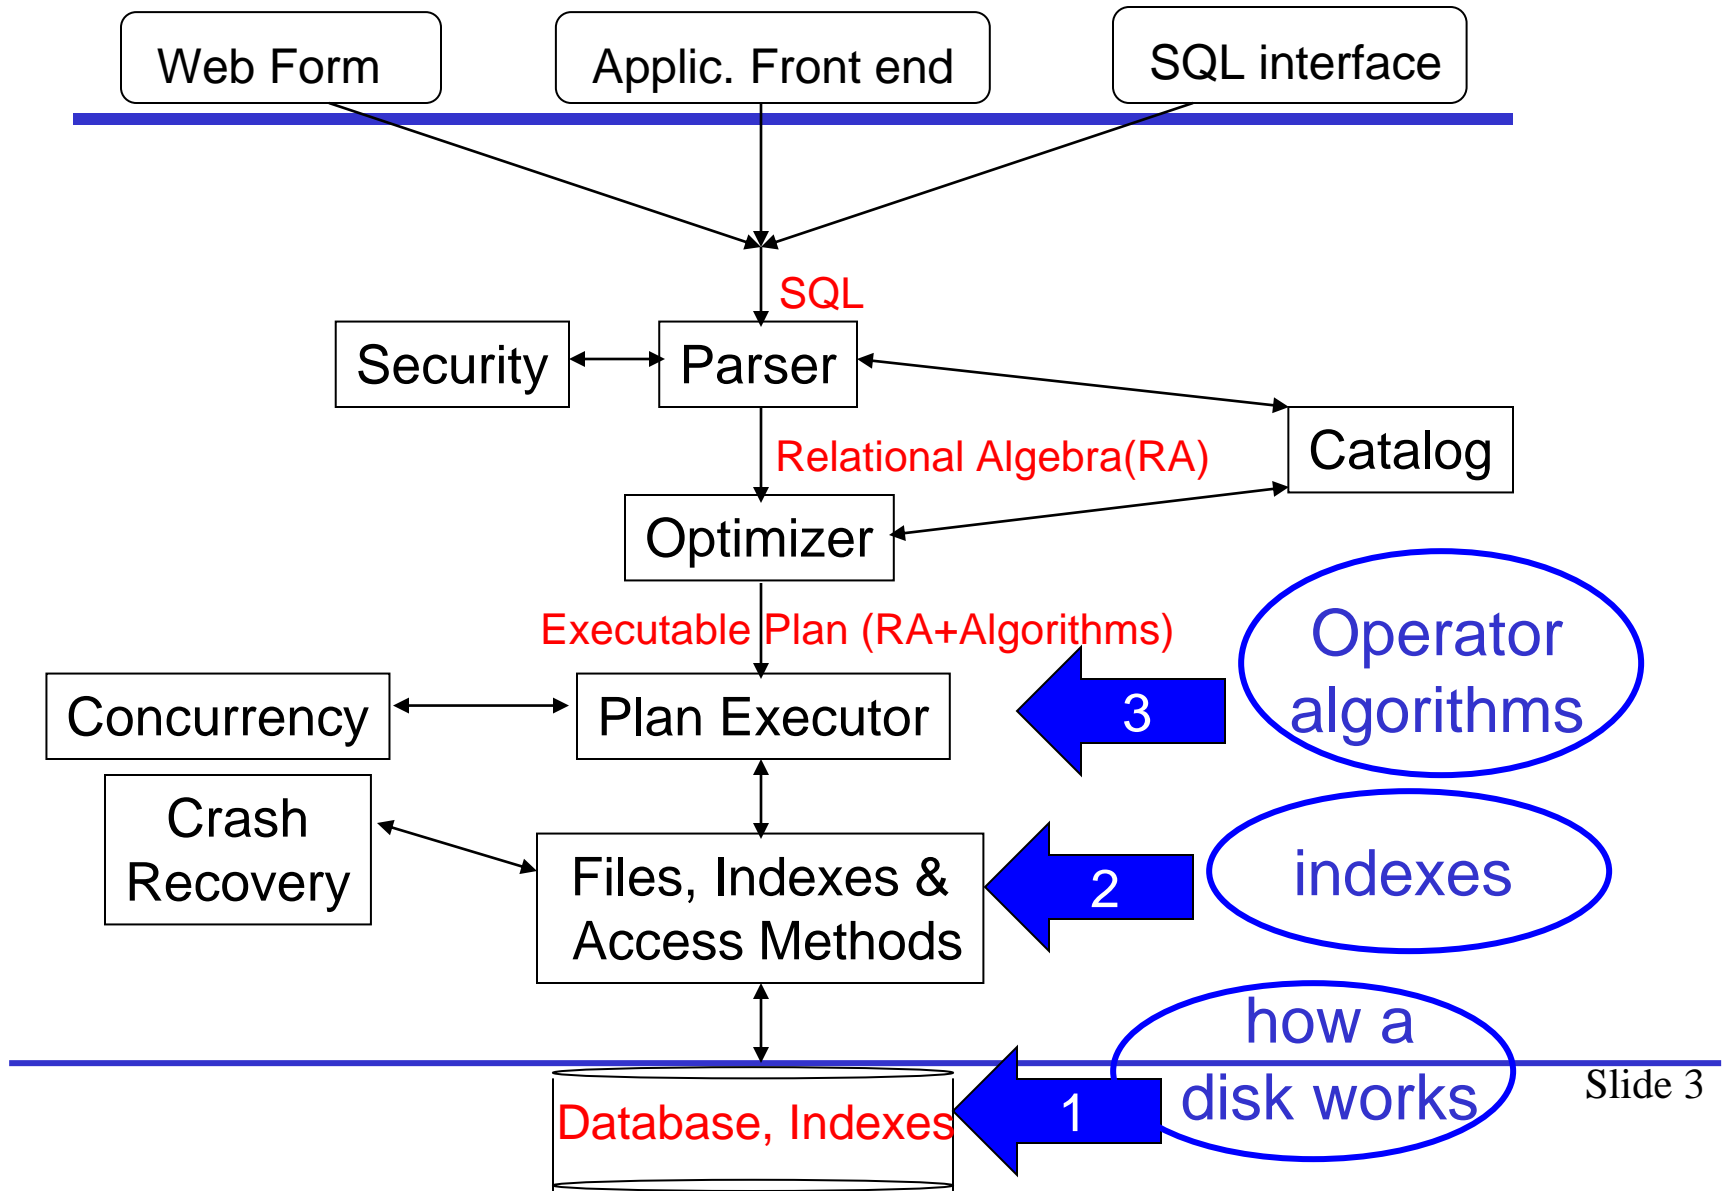 Web Form
Applic. Front end
SQL interface
SQL
Security
Parser
Relational Algebra(RA)
Catalog
Optimizer
Executable Plan (RA+Algorithms)
Operator
algorithms
Concurrency
Plan Executor
3
Crash
Recovery
Files, Indexes &
Access Methods
2
indexes
how a
disk works
Slide 3
Database, Indexes
1